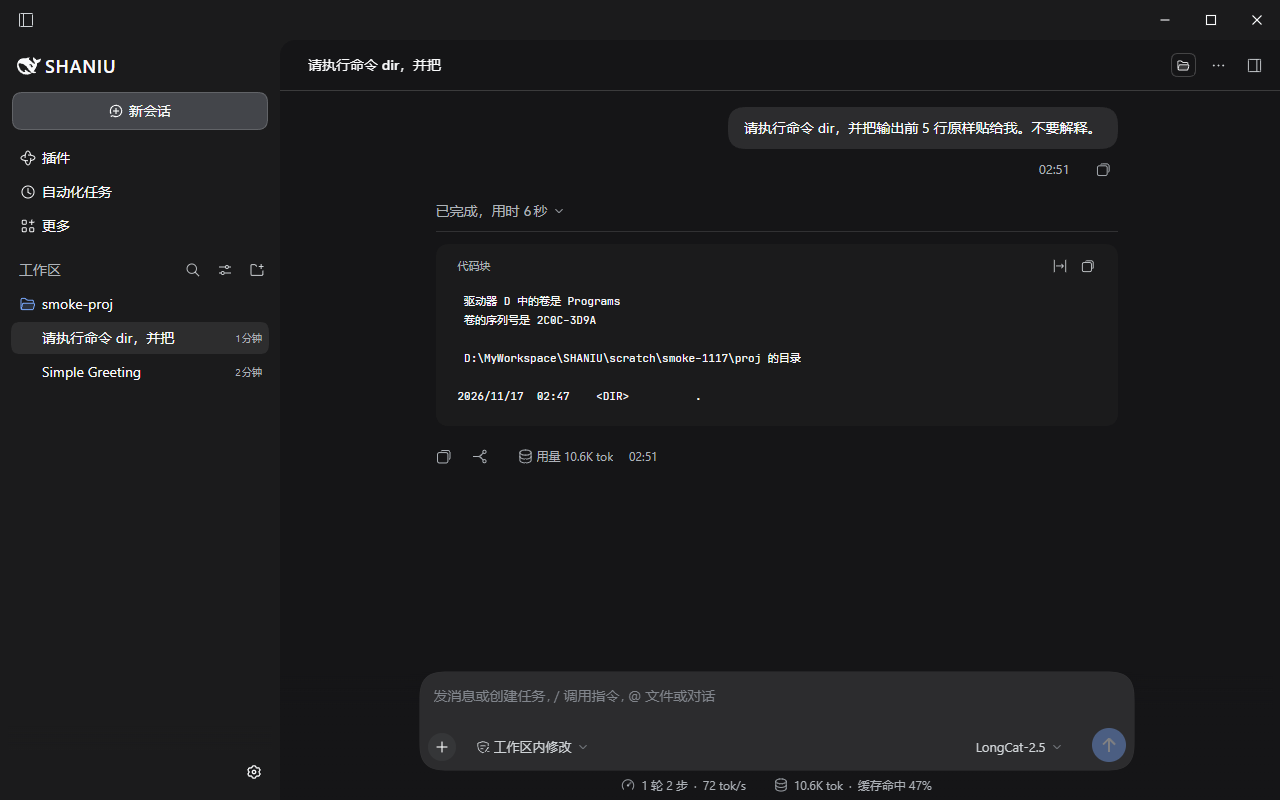 SHANIU
新会话
插件
自动化任务
更多
工作区
smoke-proj
请执行命令 dir，并把 1分钟
Simple Greeting 2分钟
请执行命令 dir，并把
请执行命令 dir，并把输出前 5 行原样贴给我。不要解释。
02:51
已完成，用时 6 秒
代码块
驱动器 D 中的卷是 Programs
卷的序列号是 2C0C-3D9A
D:\MyWorkspace\SHANIU\scratch\smoke-1117\proj 的目录
2026/11/17  02:47    <DIR>          .
用量 10.6K tok 02:51
发消息或创建任务, / 调用指令, @ 文件或对话
工作区内修改 LongCat-2.5
1 轮 2 步 · 72 tok/s 10.6K tok · 缓存命中 47%